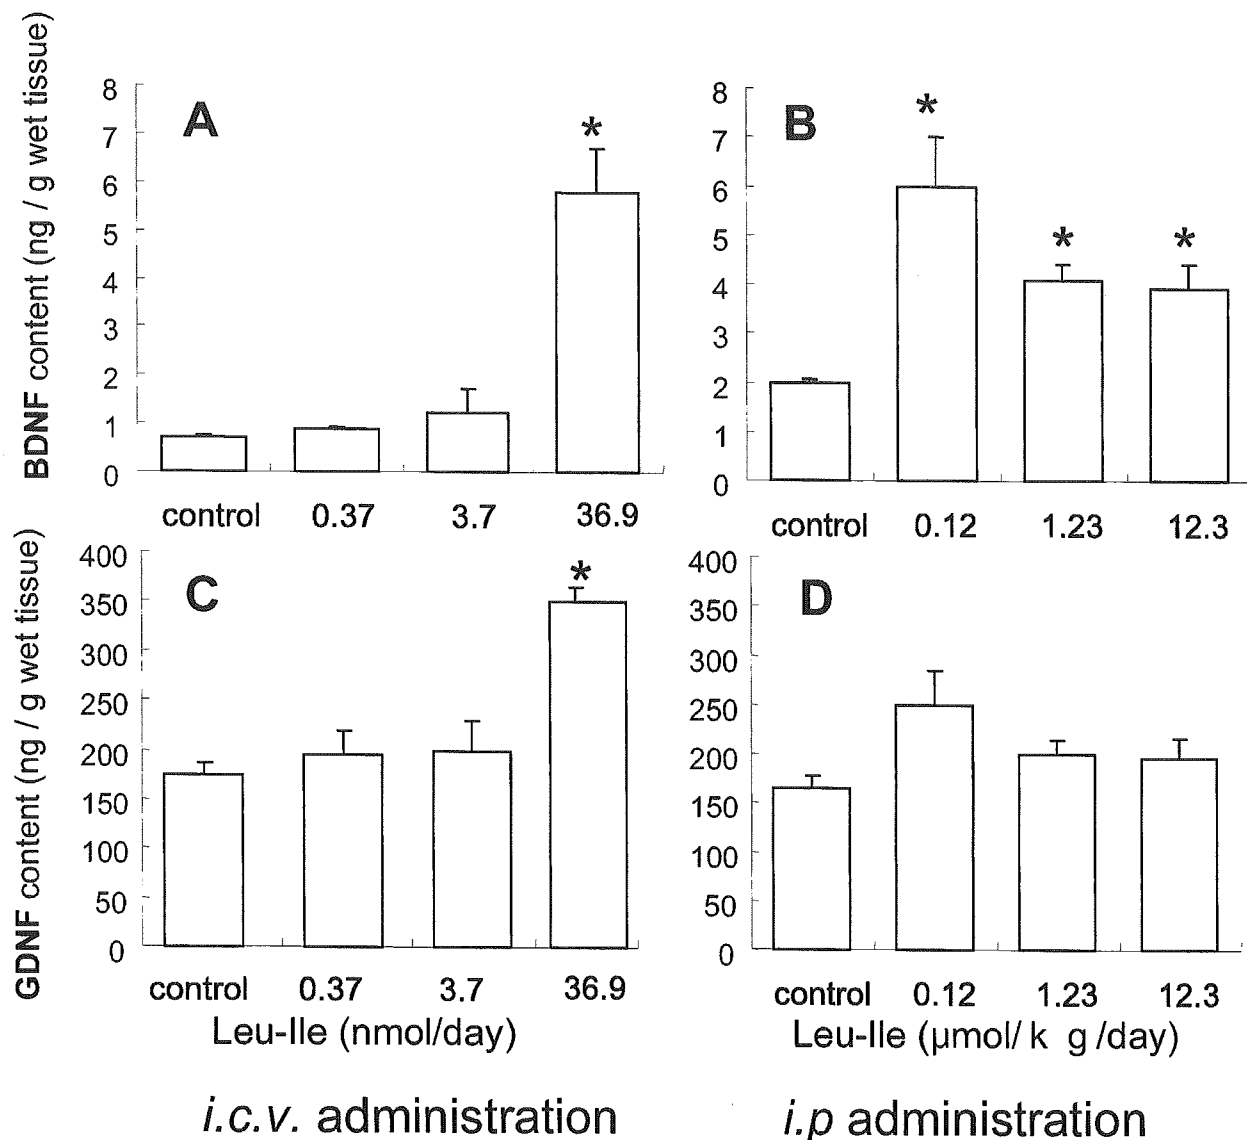 BDNF content (ng / g wet tissue)
8
7
6
5
4
3
2
1
0
A
*
control 0.37 3.7 36.9
8
7
6
5
4
3
2
1
0
B
*
*
*
control 0.12 1.23 12.3
GDNF content (ng / g wet tissue)
400
350
300
250
200
150
100
50
0
C
*
control 0.37 3.7 36.9
Leu-Ile (nmol/day)
400
350
300
250
200
150
100
50
0
D
control 0.12 1.23 12.3
Leu-Ile (μmol/ k g /day)
i.c.v. administration
i.p administration